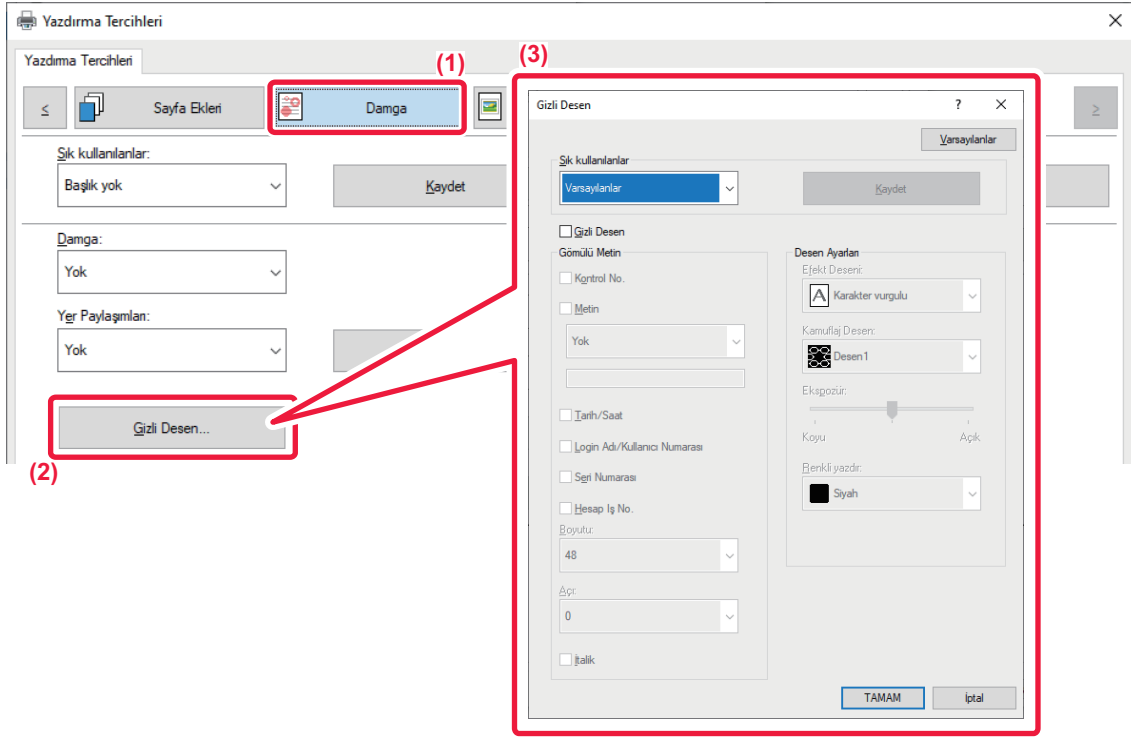 Yazdırma Tercihleri
Yazdırma Tercihleri
(1)
(3)
<
Sayfa Ekleri
Damga
>
Sık kullanılanlar:
Başlık yok
Kaydet
Damga:
Yok
Yer Paylaşımları:
Yok
Gizli Desen...
(2)
Gizli Desen
?
Varsayılanlar
Sık kullanılanlar
Varsayılanlar
Kaydet
Gizli Desen
Gömülü Metin
Kontrol No.
Metin
Yok
Tarih/Saat
Login Adı/Kullanıcı Numarası
Seri Numarası
Hesap Iş No.
Boyutu:
48
Açı:
0
İtalik
Desen Ayarları
Efekt Deseni:
A Karakter vurgulu
Kamuflaj Desen:
Desen1
Ekspozür:
Koyu Açık
Renkli yazdır:
Siyah
TAMAM
İptal